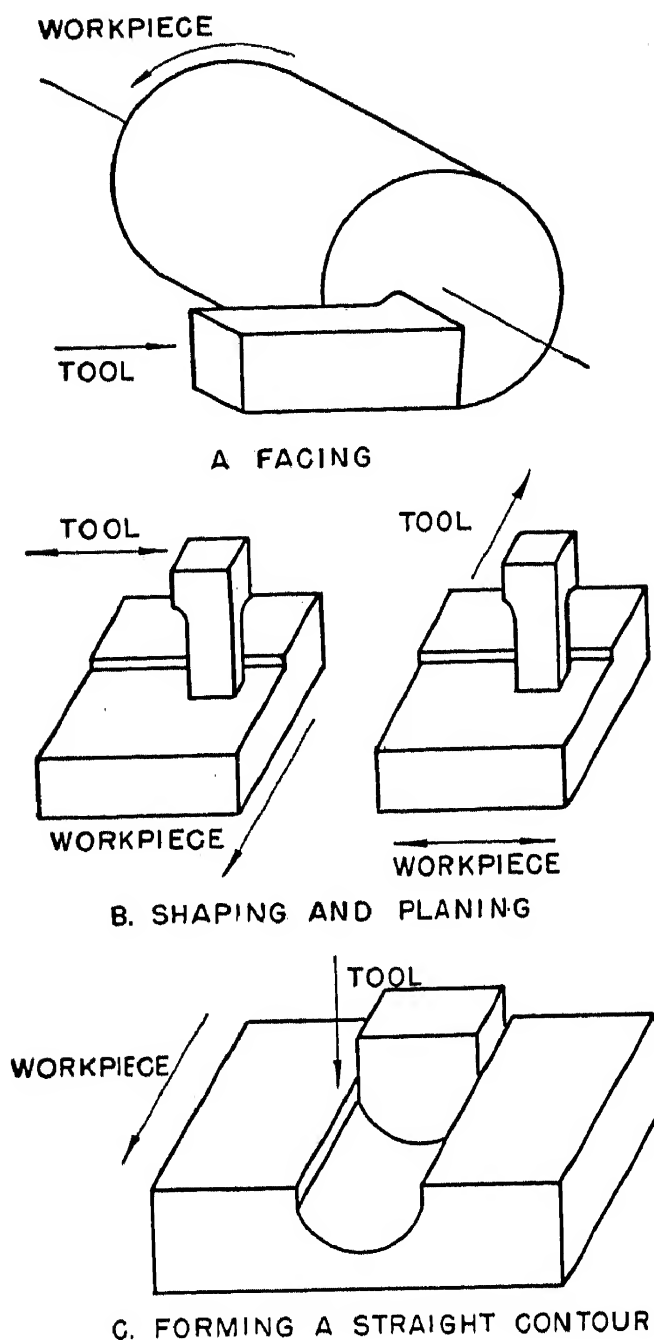 WORKPIECE
TOOL
A FACING
TOOL
TOOL
WORKPIECE
WORKPIECE
B. SHAPING AND PLANING
TOOL
WORKPIECE
C. FORMING A STRAIGHT CONTOUR